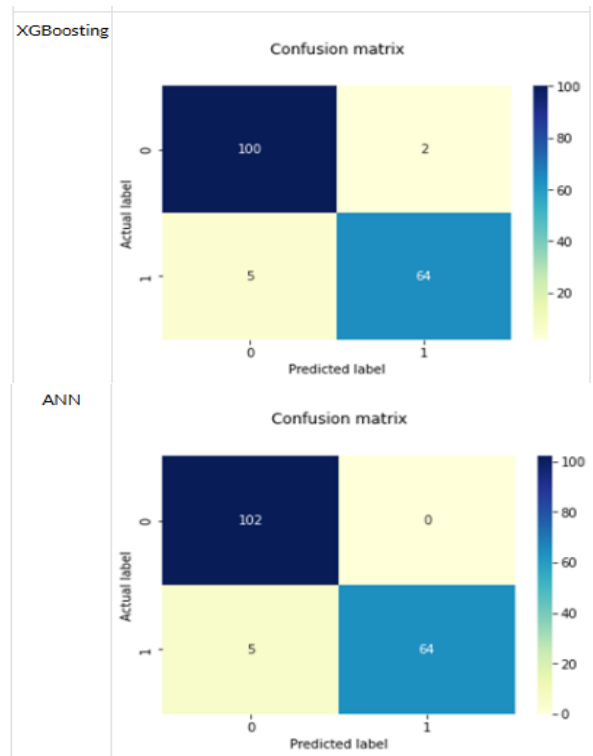 XGBoosting
Confusion matrix
100
80
60
40
20
Actual label
0
1
100 2
5 64
0 1
Predicted label
ANN
Confusion matrix
100
80
60
40
20
0
Actual label
0
1
102 0
5 64
0 1
Predicted label